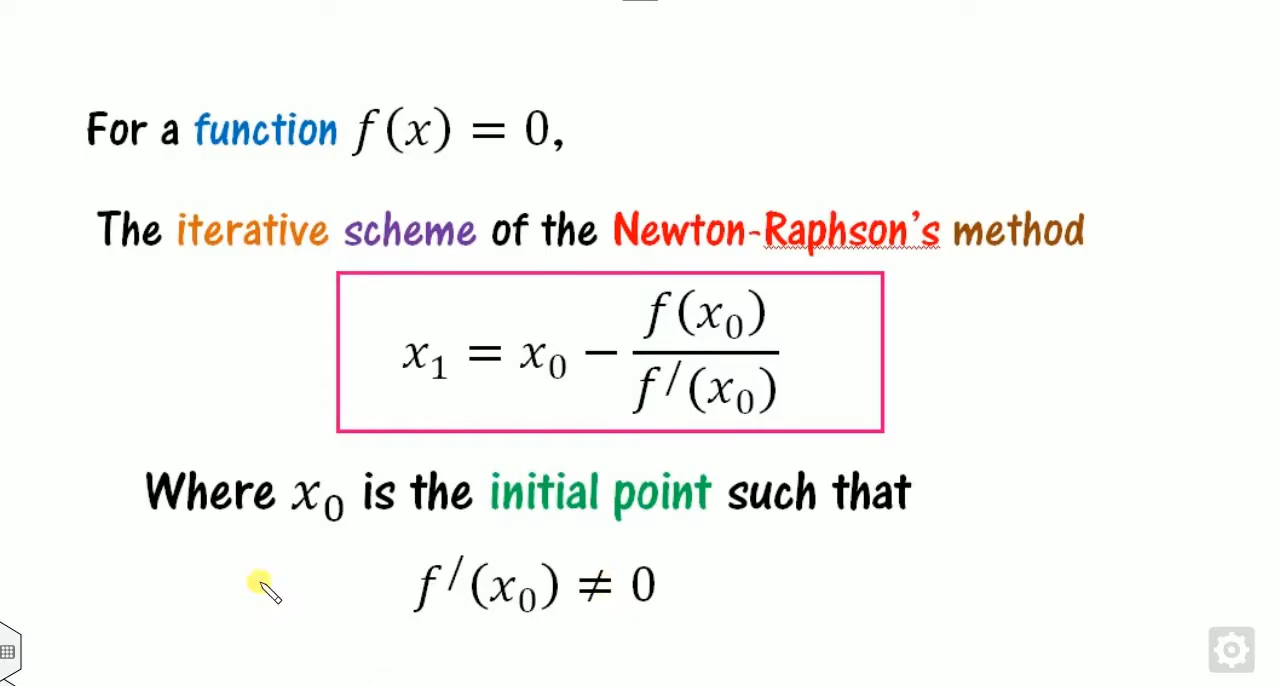 For a function f(x) = 0,
The iterative scheme of the Newton-Raphson's method
x₁ = x₀ − f(x₀) / f′(x₀)
Where x₀ is the initial point such that
f′(x₀) ≠ 0